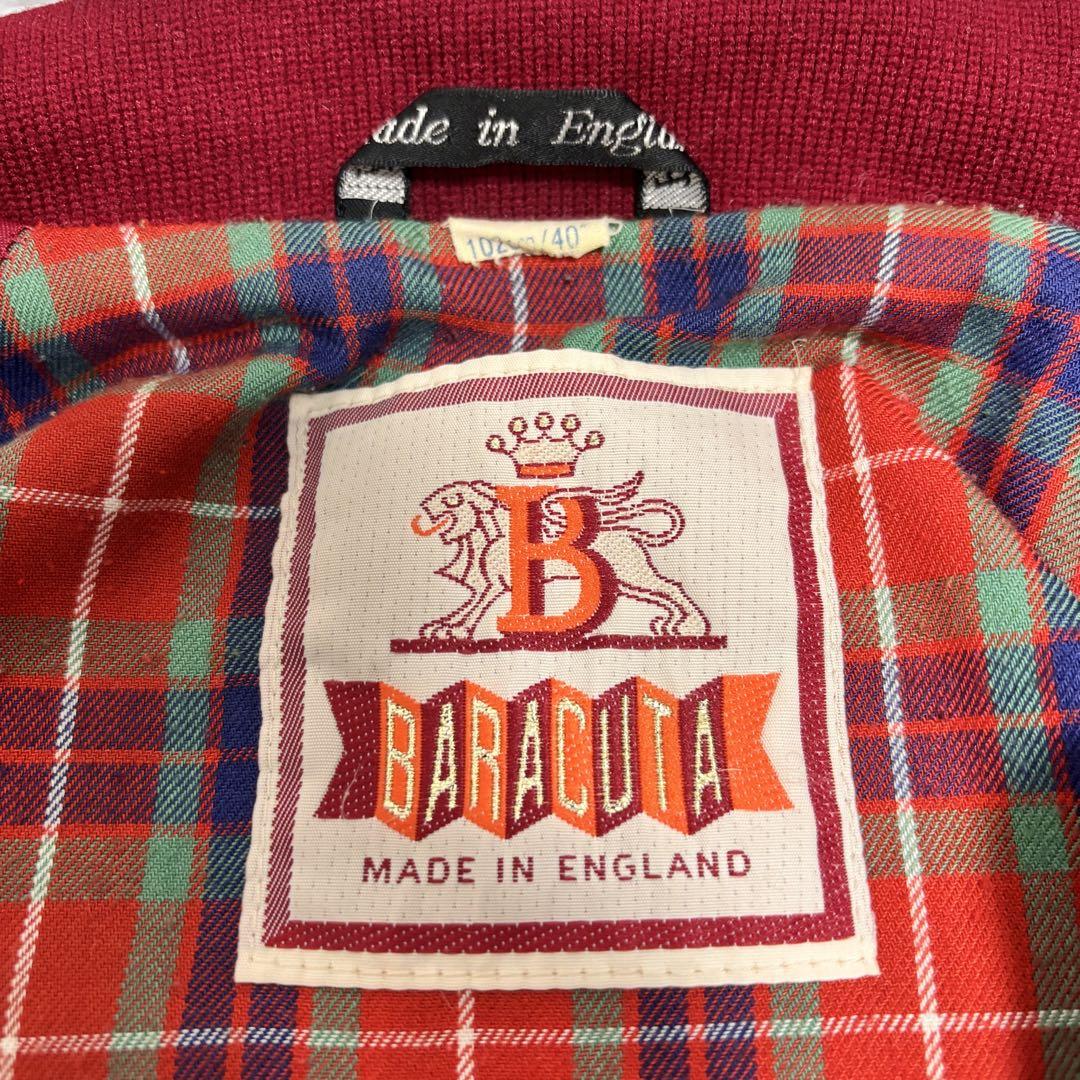 ade in Engla
102cm/40"
B
BARACUTA
MADE IN ENGLAND